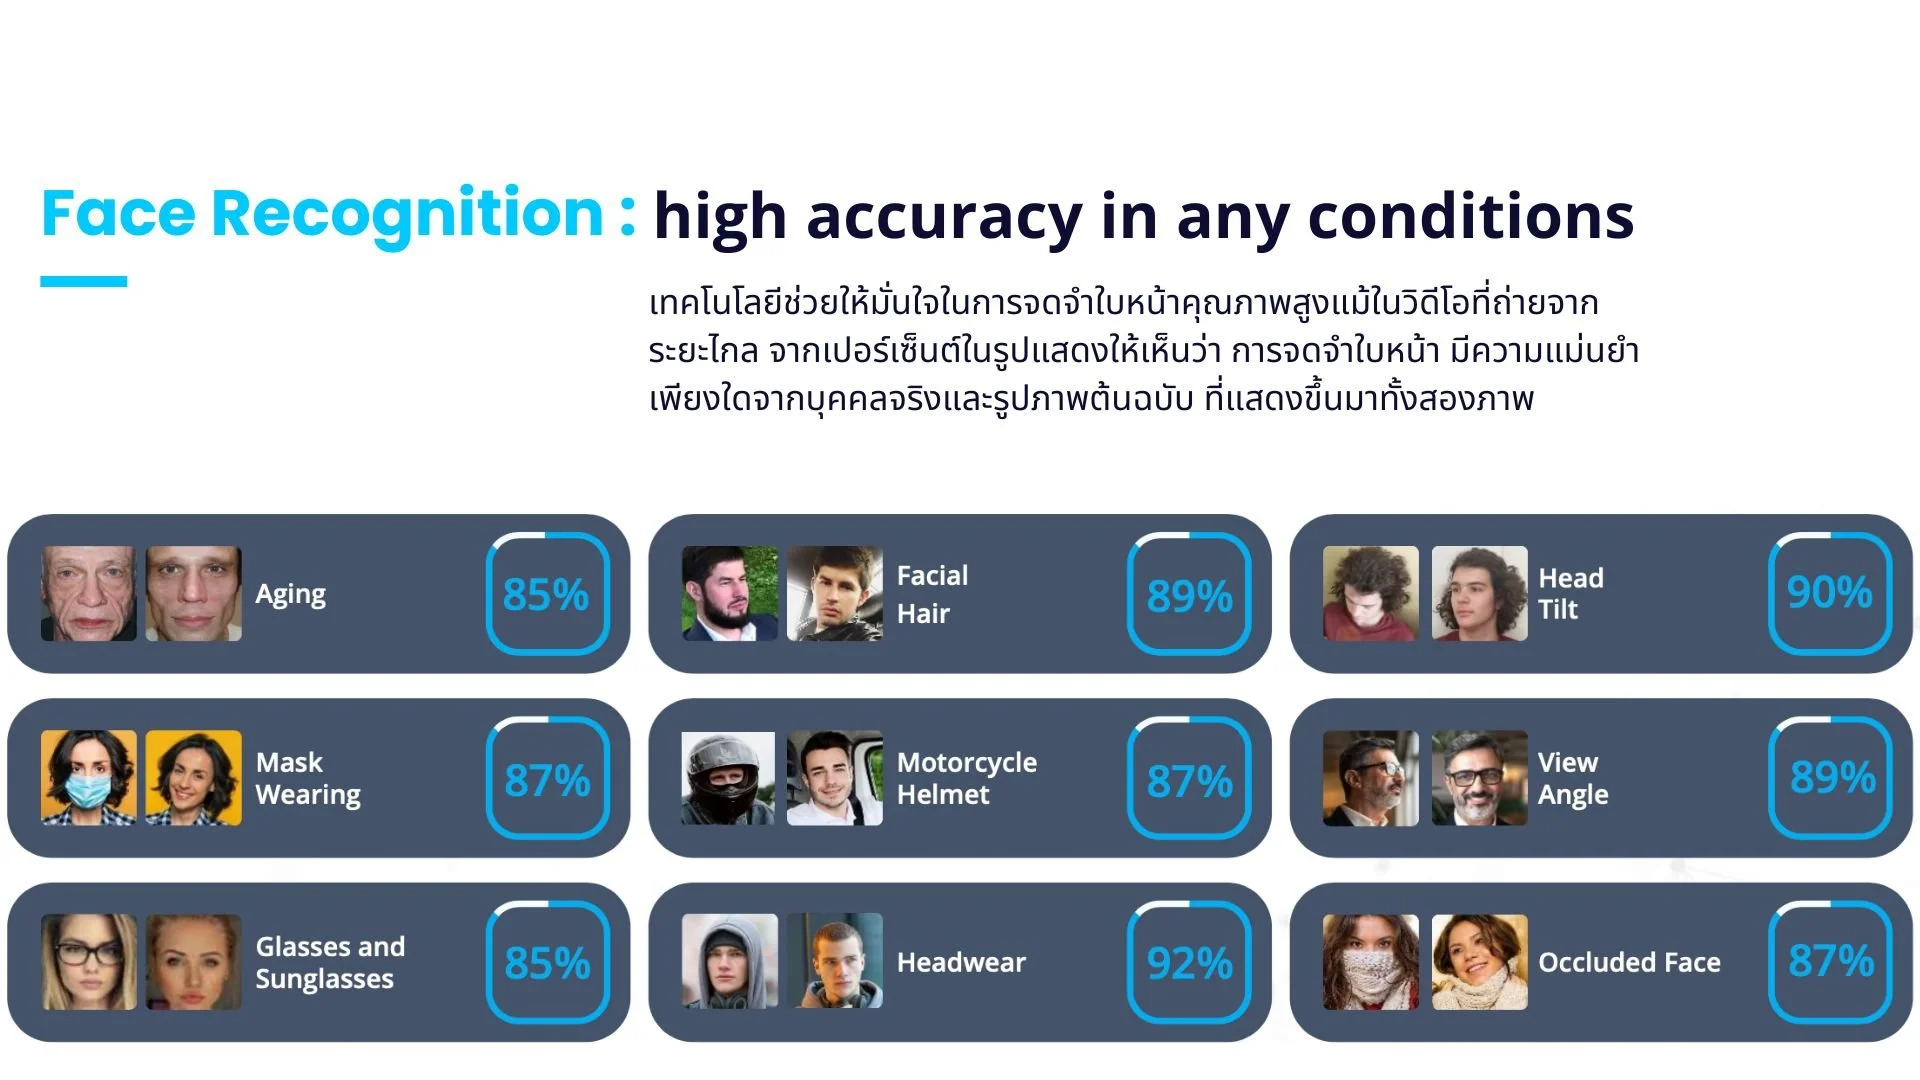 Face Recognition : high accuracy in any conditions
เทคโนโลยีช่วยให้มั่นใจในการจดจำใบหน้าคุณภาพสูงแม้ในวิดีโอที่ถ่ายจาก
ระยะไกล จากเปอร์เซ็นต์ในรูปแสดงให้เห็นว่า การจดจำใบหน้า มีความแม่นยำ
เพียงใดจากบุคคลจริงและรูปภาพต้นฉบับ ที่แสดงขึ้นมาทั้งสองภาพ
Aging
85%
Facial
Hair
89%
Head
Tilt
90%
Mask
Wearing
87%
Motorcycle
Helmet
87%
View
Angle
89%
Glasses and
Sunglasses
85%
Headwear
92%
Occluded Face
87%